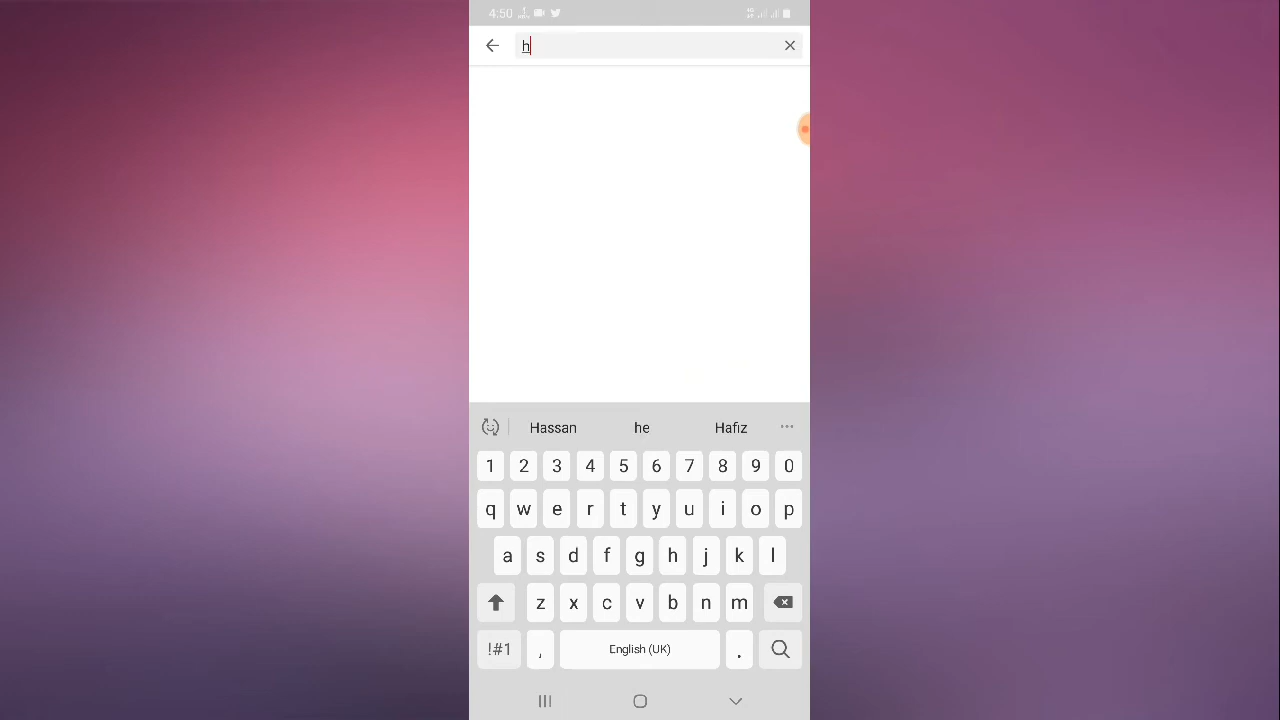 4:50
h
Hassan he Hafiz
1 2 3 4 5 6 7 8 9 0
q w e r t y u i o p
a s d f g h j k l
z x c v b n m
!#1 , English (UK) .